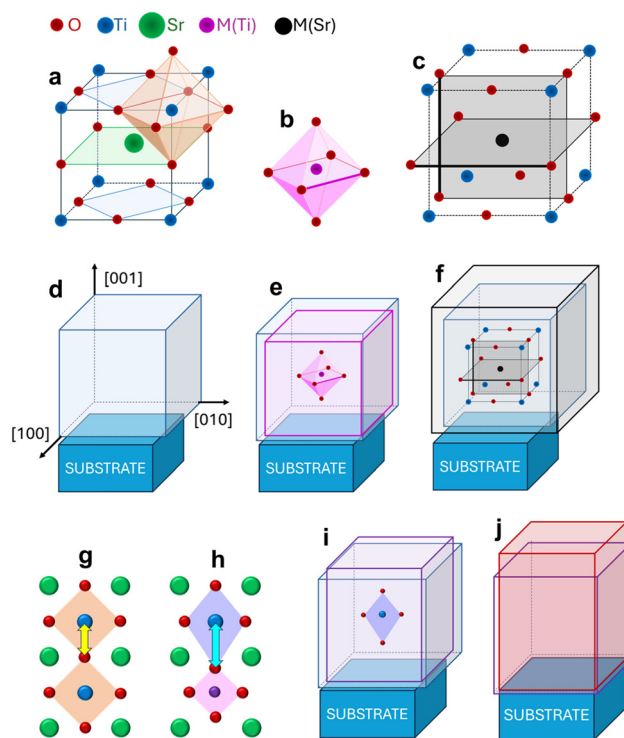 O Ti Sr M(Ti) M(Sr)
a
b
c
d
[001]
[010]
[100]
SUBSTRATE
e
SUBSTRATE
f
SUBSTRATE
g
h
i
SUBSTRATE
j
SUBSTRATE